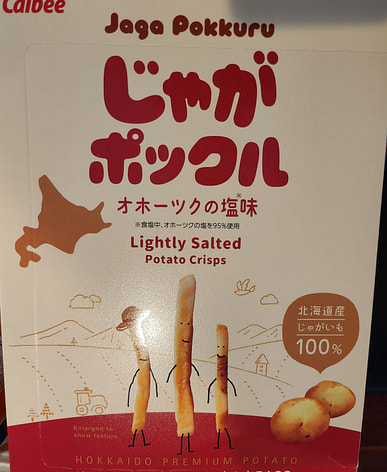 Calbee
Jaga Pokkuru
じゃが
ポックル
オホーツクの塩味
※
※食塩中、オホーツクの塩を95%使用
Lightly Salted
Potato Crisps
北海道産
じゃがいも
100%
Enlarged to
show texture
HOKKAIDO PREMIUM POTATO